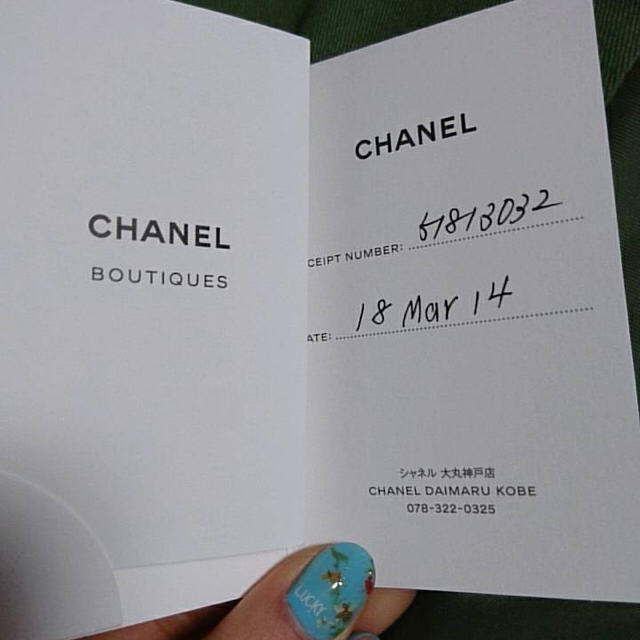 CHANEL
BOUTIQUES
CHANEL
CEIPT NUMBER: 61813032
ATE: 18 Mar 14
シャネル 大丸神戸店
CHANEL DAIMARU KOBE
078-322-0325
LUCKY